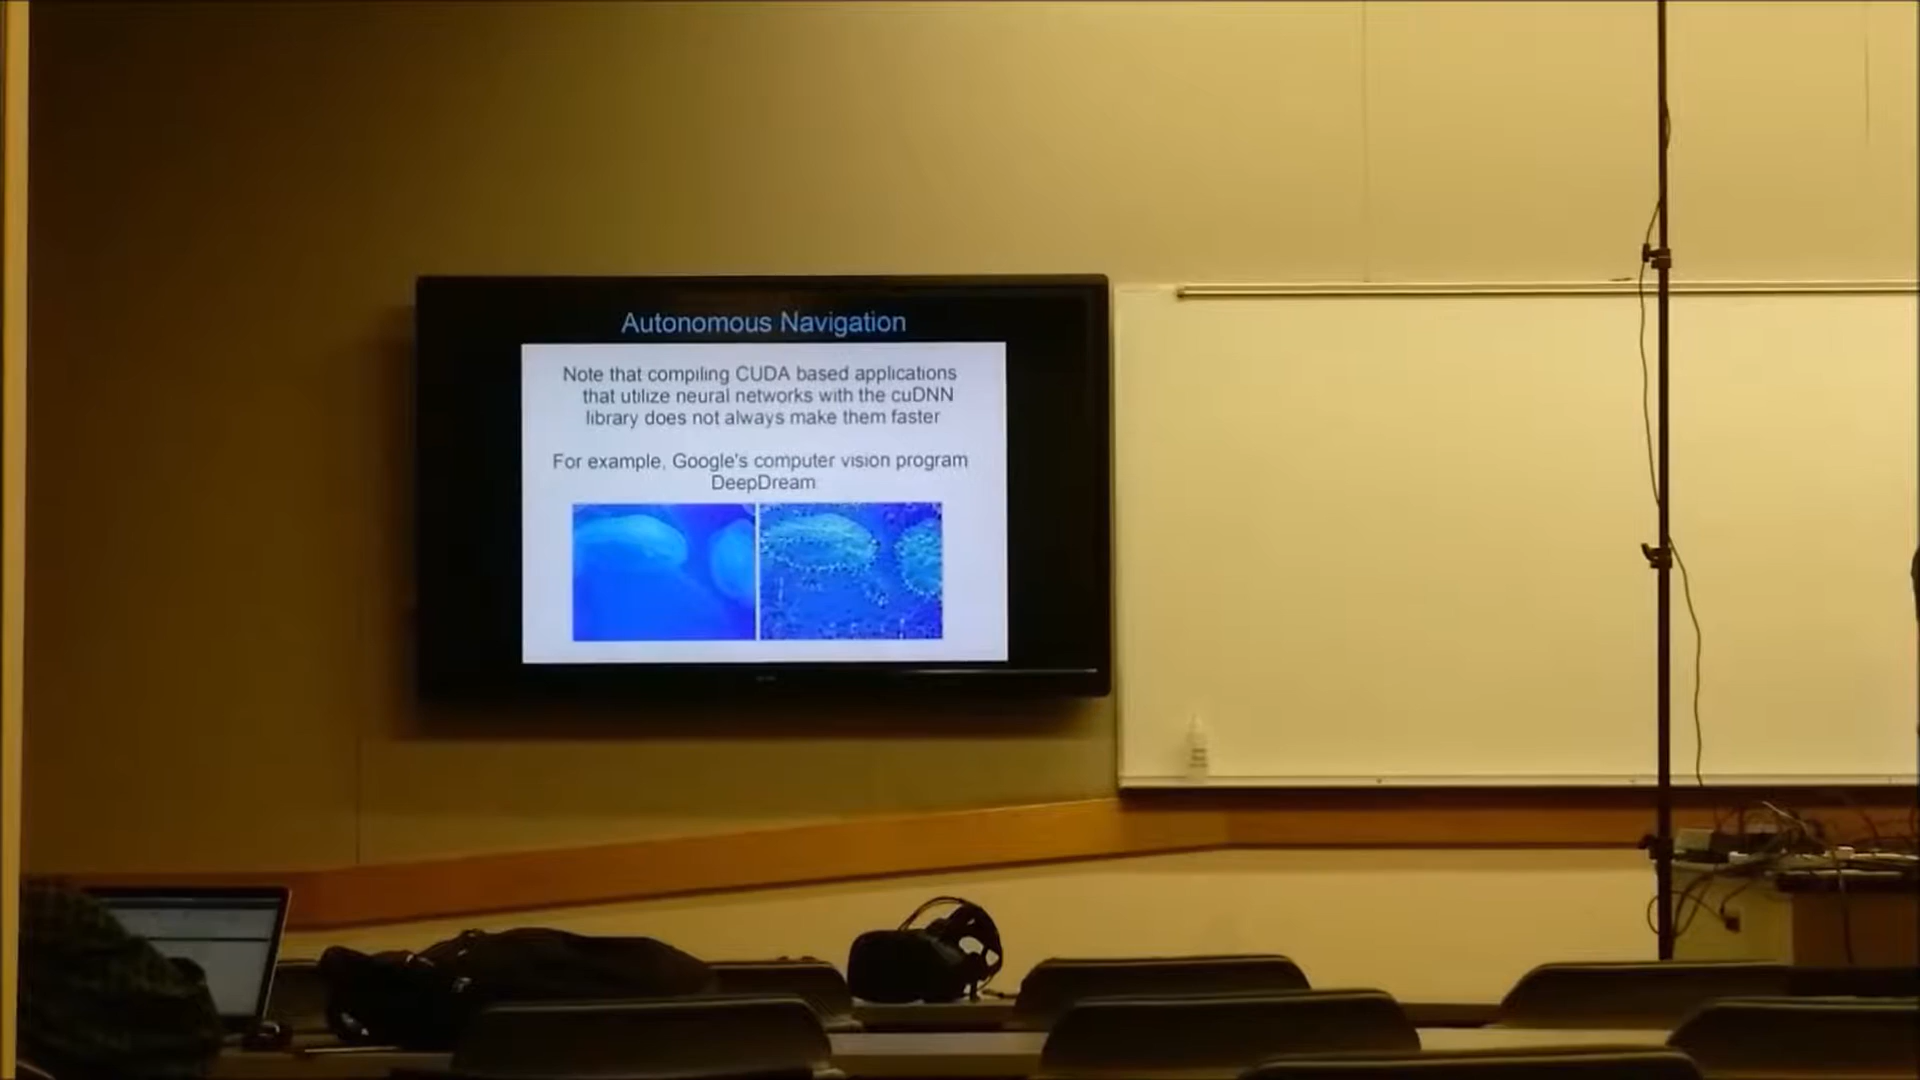 Autonomous Navigation
Note that compiling CUDA based applications
that utilize neural networks with the cuDNN
library does not always make them faster
For example, Google's computer vision program
DeepDream